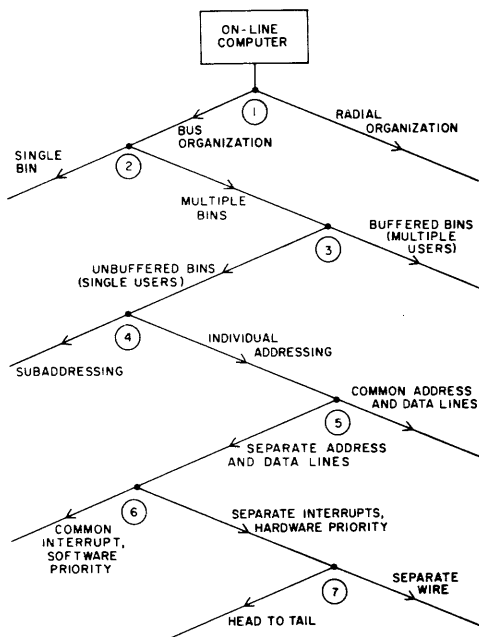 ON-LINE
COMPUTER
1
BUS
ORGANIZATION
RADIAL
ORGANIZATION
SINGLE
BIN
2
MULTIPLE
BINS
3
BUFFERED BINS
(MULTIPLE
USERS)
UNBUFFERED BINS
(SINGLE USERS)
4
SUBADDRESSING
INDIVIDUAL
ADDRESSING
5
COMMON ADDRESS
AND DATA LINES
SEPARATE ADDRESS
AND DATA LINES
6
COMMON
INTERRUPT,
SOFTWARE
PRIORITY
SEPARATE INTERRUPTS,
HARDWARE PRIORITY
7
SEPARATE
WIRE
HEAD TO TAIL